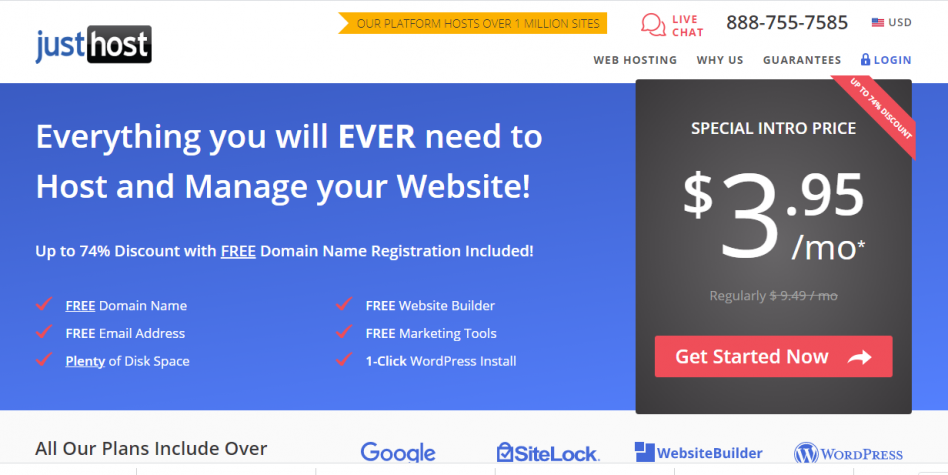 justhost
OUR PLATFORM HOSTS OVER 1 MILLION SITES
LIVE
CHAT
888-755-7585
USD
WEB HOSTING WHY US GUARANTEES LOGIN
Everything you will EVER need to
Host and Manage your Website!
Up to 74% Discount with FREE Domain Name Registration Included!
FREE Domain Name
FREE Email Address
Plenty of Disk Space
FREE Website Builder
FREE Marketing Tools
1-Click WordPress Install
UP TO 74% DISCOUNT
SPECIAL INTRO PRICE
$3.95
/mo*
Regularly $ 9.49 / mo
Get Started Now
All Our Plans Include Over
Google
SiteLock.
WebsiteBuilder
WORDPRESS